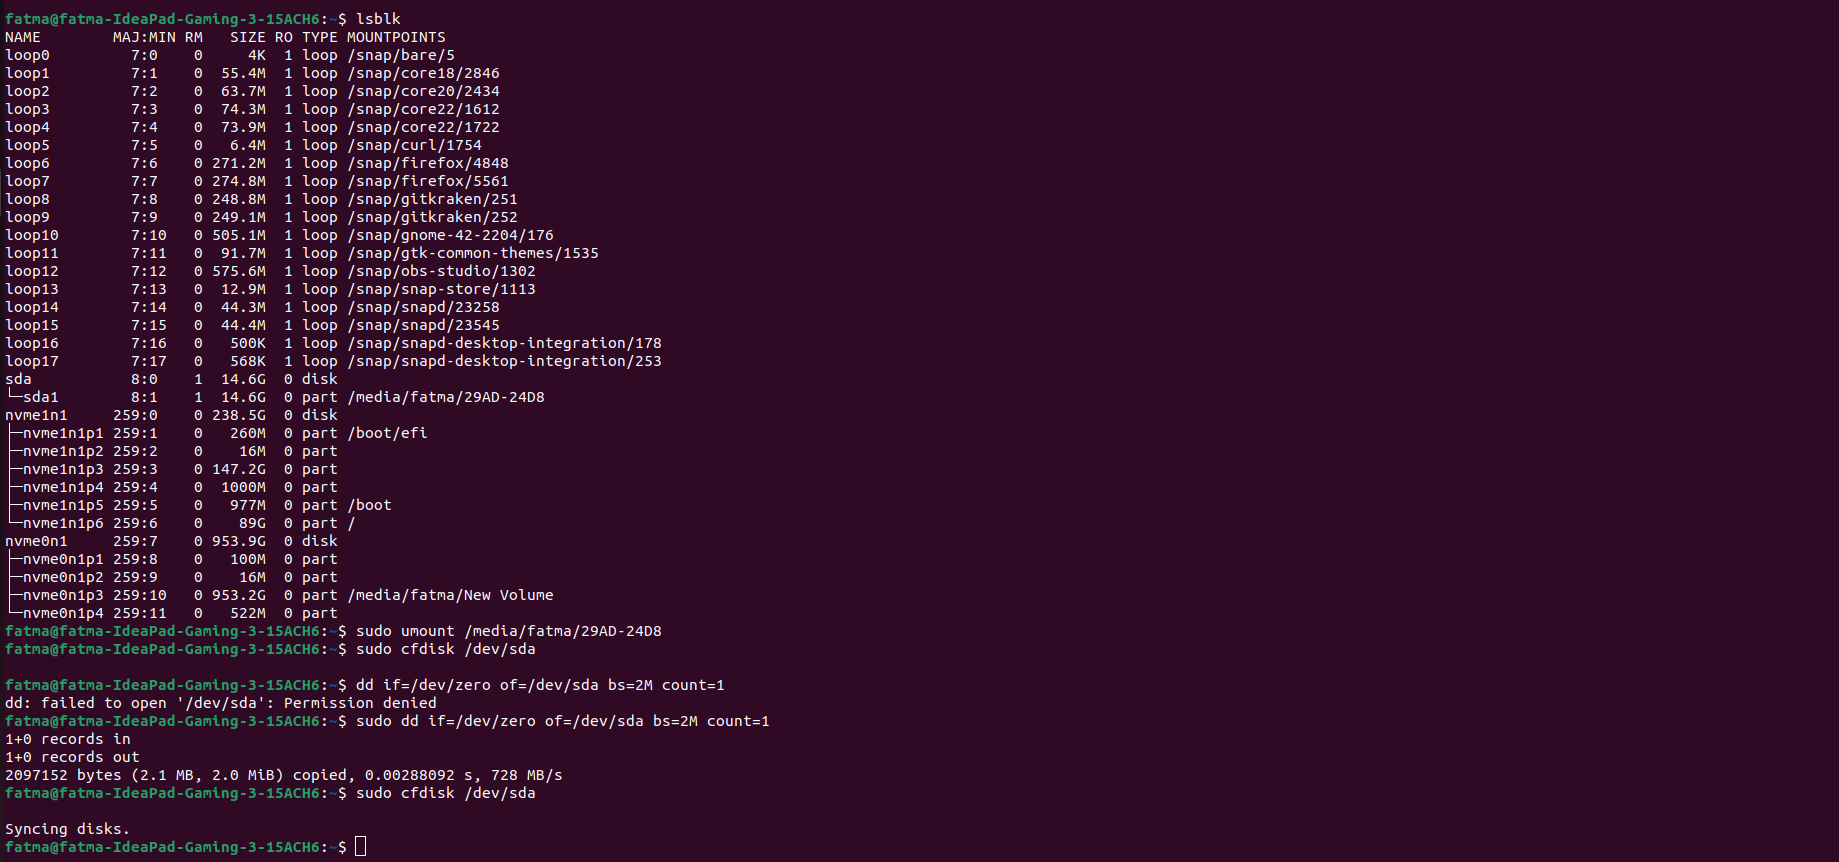 fatma@fatma-IdeaPad-Gaming-3-15ACH6:~$ lsblk
NAME        MAJ:MIN RM   SIZE RO TYPE MOUNTPOINTS
loop0         7:0    0     4K  1 loop /snap/bare/5
loop1         7:1    0  55.4M  1 loop /snap/core18/2846
loop2         7:2    0  63.7M  1 loop /snap/core20/2434
loop3         7:3    0  74.3M  1 loop /snap/core22/1612
loop4         7:4    0  73.9M  1 loop /snap/core22/1722
loop5         7:5    0   6.4M  1 loop /snap/curl/1754
loop6         7:6    0 271.2M  1 loop /snap/firefox/4848
loop7         7:7    0 274.8M  1 loop /snap/firefox/5561
loop8         7:8    0 248.8M  1 loop /snap/gitkraken/251
loop9         7:9    0 249.1M  1 loop /snap/gitkraken/252
loop10        7:10   0 505.1M  1 loop /snap/gnome-42-2204/176
loop11        7:11   0  91.7M  1 loop /snap/gtk-common-themes/1535
loop12        7:12   0 575.6M  1 loop /snap/obs-studio/1302
loop13        7:13   0  12.9M  1 loop /snap/snap-store/1113
loop14        7:14   0  44.3M  1 loop /snap/snapd/23258
loop15        7:15   0  44.4M  1 loop /snap/snapd/23545
loop16        7:16   0   500K  1 loop /snap/snapd-desktop-integration/178
loop17        7:17   0   568K  1 loop /snap/snapd-desktop-integration/253
sda           8:0    1  14.6G  0 disk
└─sda1        8:1    1  14.6G  0 part /media/fatma/29AD-24D8
nvme1n1     259:0    0 238.5G  0 disk
├─nvme1n1p1 259:1    0   260M  0 part /boot/efi
├─nvme1n1p2 259:2    0    16M  0 part
├─nvme1n1p3 259:3    0 147.2G  0 part
├─nvme1n1p4 259:4    0  1000M  0 part
├─nvme1n1p5 259:5    0   977M  0 part /boot
└─nvme1n1p6 259:6    0    89G  0 part /
nvme0n1     259:7    0 953.9G  0 disk
├─nvme0n1p1 259:8    0   100M  0 part
├─nvme0n1p2 259:9    0    16M  0 part
├─nvme0n1p3 259:10   0 953.2G  0 part /media/fatma/New Volume
└─nvme0n1p4 259:11   0   522M  0 part
fatma@fatma-IdeaPad-Gaming-3-15ACH6:~$ sudo umount /media/fatma/29AD-24D8
fatma@fatma-IdeaPad-Gaming-3-15ACH6:~$ sudo cfdisk /dev/sda
fatma@fatma-IdeaPad-Gaming-3-15ACH6:~$ dd if=/dev/zero of=/dev/sda bs=2M count=1
dd: failed to open '/dev/sda': Permission denied
fatma@fatma-IdeaPad-Gaming-3-15ACH6:~$ sudo dd if=/dev/zero of=/dev/sda bs=2M count=1
1+0 records in
1+0 records out
2097152 bytes (2.1 MB, 2.0 MiB) copied, 0.00288092 s, 728 MB/s
fatma@fatma-IdeaPad-Gaming-3-15ACH6:~$ sudo cfdisk /dev/sda
Syncing disks.
fatma@fatma-IdeaPad-Gaming-3-15ACH6:~$